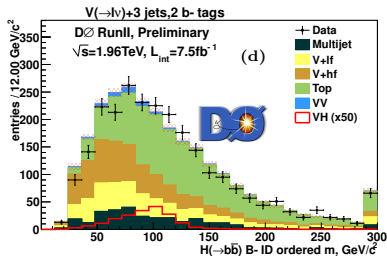 V(→lν)+3 jets,2 b- tags
DØ RunII, Preliminary
√s=1.96TeV, L_int=7.5fb⁻¹
(d)
Data
Multijet
V+lf
V+hf
Top
VV
VH (x50)
DØ
entries / 12.00 GeV/c²
350
300
250
200
150
100
50
0
50 100 150 200 250 300
H(→bb̄) B- ID ordered m, GeV/c²